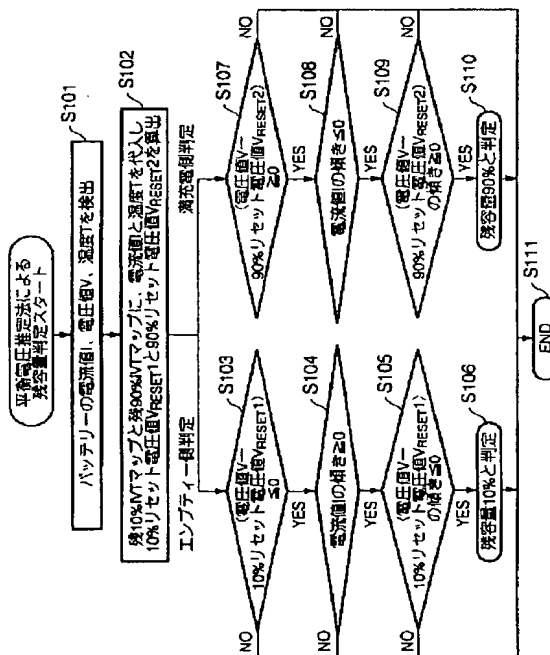 平衡電圧推定法による
残容量判定スタート
S101
バッテリーの電流値I、電圧値V、温度Tを検出
S102
残10%IVTマップと残90%IVTマップに、電流値Iと温度Tを代入し、
10%リセット電圧値VRESET1と90%リセット電圧値VRESET2を算出
エンプティー側判定
満充電側判定
S103
(電圧値V−
10%リセット電圧値VRESET1)
≦0
NO
YES
S104
電流値Iの傾き≧0
NO
YES
S105
(電圧値V−
10%リセット電圧値VRESET1)
の傾き≦0
NO
YES
S106
残容量10%と判定
S107
(電圧値V−
90%リセット電圧値VRESET2)
≧0
NO
YES
S108
電流値Iの傾き≦0
NO
YES
S109
(電圧値V−
90%リセット電圧値VRESET2)
の傾き≧0
NO
YES
S110
残容量90%と判定
S111
END